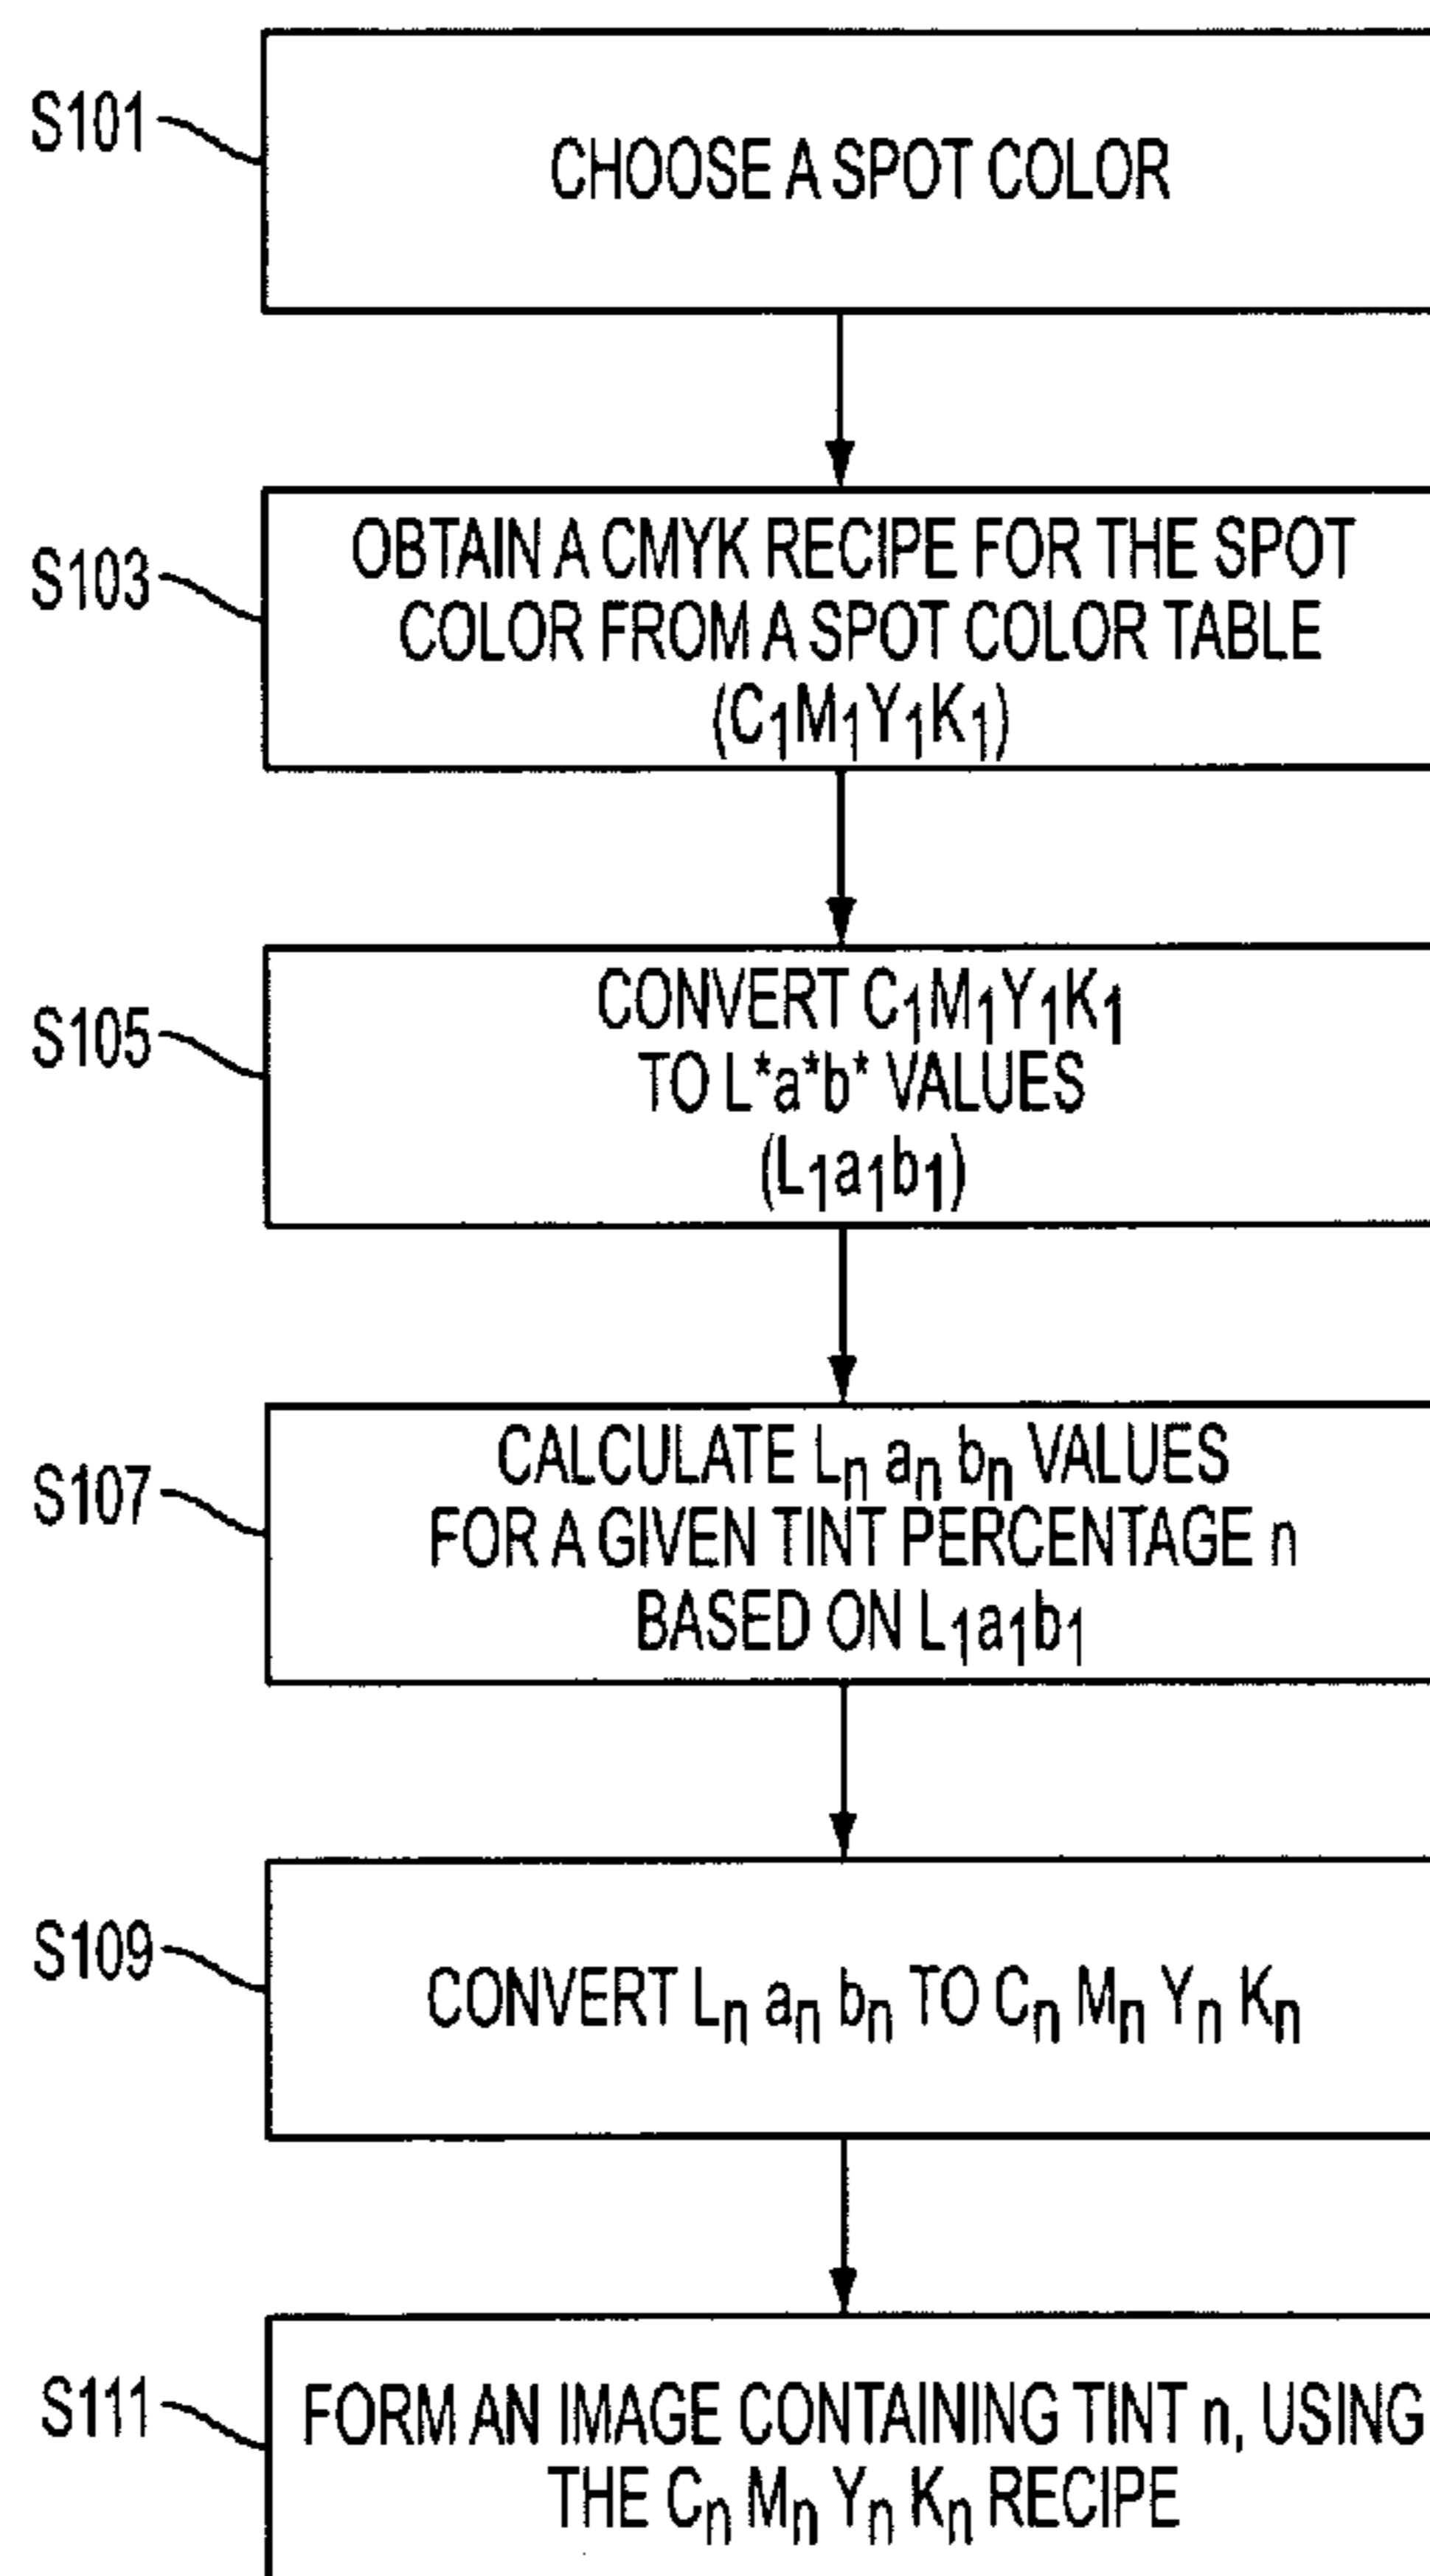 S101
CHOOSE A SPOT COLOR
S103
OBTAIN A CMYK RECIPE FOR THE SPOT
COLOR FROM A SPOT COLOR TABLE
(C₁M₁Y₁K₁)
S105
CONVERT C₁M₁Y₁K₁
TO L*a*b* VALUES
(L₁a₁b₁)
S107
CALCULATE Lₙ aₙ bₙ VALUES
FOR A GIVEN TINT PERCENTAGE n
BASED ON L₁a₁b₁
S109
CONVERT Lₙ aₙ bₙ TO Cₙ Mₙ Yₙ Kₙ
S111
FORM AN IMAGE CONTAINING TINT n, USING
THE Cₙ Mₙ Yₙ Kₙ RECIPE